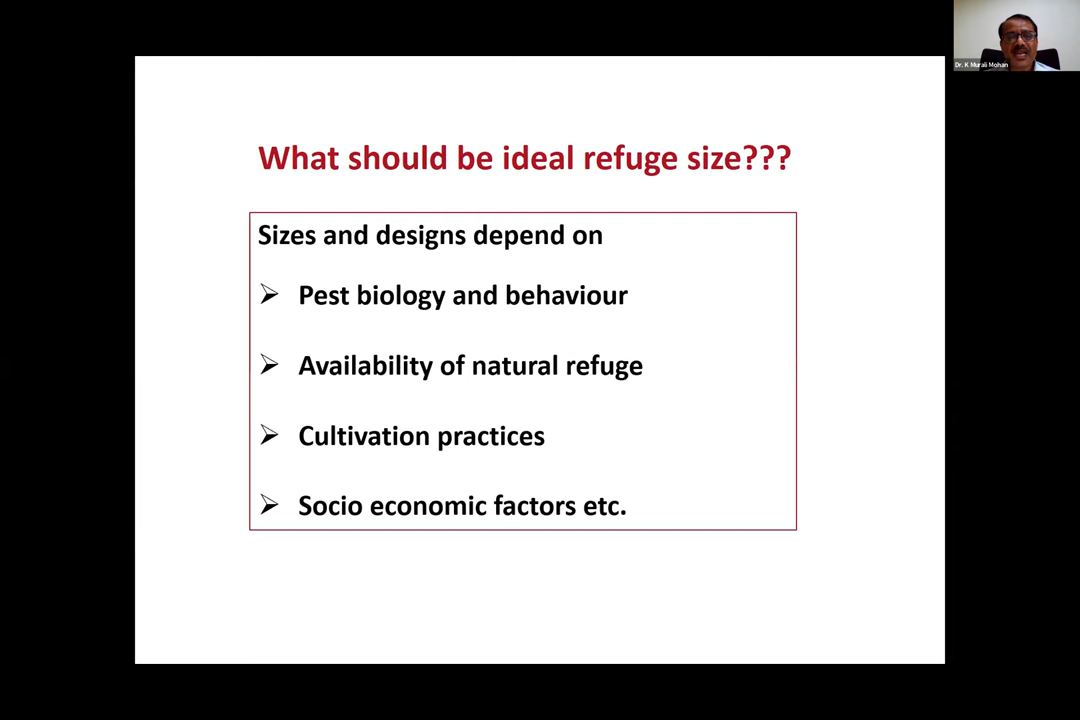 Dr. K Murali Mohan
What should be ideal refuge size???
Sizes and designs depend on
➢ Pest biology and behaviour
➢ Availability of natural refuge
➢ Cultivation practices
➢ Socio economic factors etc.